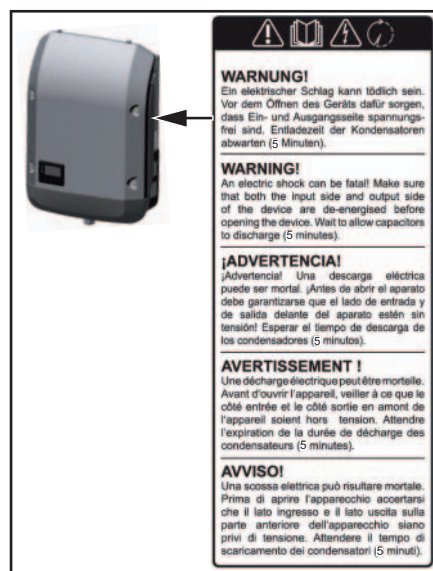 WARNUNG!
Ein elektrischer Schlag kann tödlich sein.
Vor dem Öffnen des Geräts dafür sorgen,
dass Ein- und Ausgangsseite spannungs-
frei sind. Entladezeit der Kondensatoren
abwarten (5 Minuten).
WARNING!
An electric shock can be fatal! Make sure
that both the input side and output side
of the device are de-energised before
opening the device. Wait to allow capacitors
to discharge (5 minutes).
¡ADVERTENCIA!
¡Advertencia! Una descarga eléctrica
puede ser mortal. ¡Antes de abrir el aparato
debe garantizarse que el lado de entrada y
de salida delante del aparato estén sin
tensión! Esperar el tiempo de descarga de
los condensadores (5 minutos).
AVERTISSEMENT !
Une décharge électrique peut être mortelle.
Avant d'ouvrir l'appareil, veiller à ce que le
côté entrée et le côté sortie en amont de
l'appareil soient hors tension. Attendre
l'expiration de la durée de décharge des
condensateurs (5 minutes).
AVVISO!
Una scossa elettrica può risultare mortale.
Prima di aprire l'apparecchio accertarsi
che il lato ingresso e il lato uscita sulla
parte anteriore dell'apparecchio siano
privi di tensione. Attendere il tempo di
scaricamento dei condensatori (5 minuti).